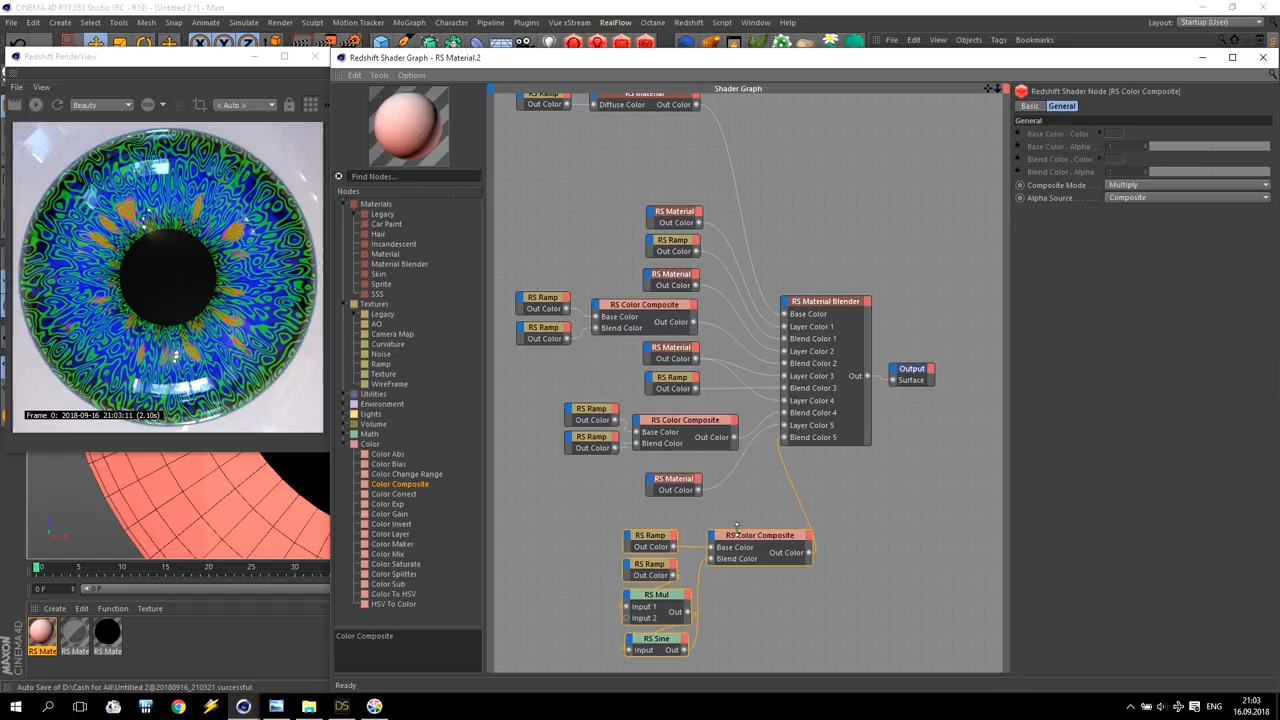 CINEMA 4D R19.053 Studio (RC - R19) - [Untitled 2 *] - Main
File Edit Create Select Tools Mesh Snap Animate Simulate Render Sculpt Motion Tracker MoGraph Character Pipeline Plugins Vue xStream RealFlow Octane Redshift Script Window Help Layout: Startup (User)
File Edit View Objects Tags Bookmarks
Redshift RenderView
File View
Beauty
< Auto >
Frame 0: 2018-09-16 21:03:11 (2.10s)
Redshift Shader Graph - RS Material.2
Edit Tools Options
Find Nodes...
Nodes
Materials
Legacy
Car Paint
Hair
Incandescent
Material
Material Blender
Skin
Sprite
SSS
Textures
Legacy
AO
Camera Map
Curvature
Noise
Ramp
Texture
WireFrame
Utilities
Environment
Lights
Volume
Math
Color
Color Abs
Color Bias
Color Change Range
Color Composite
Color Correct
Color Exp
Color Gain
Color Invert
Color Layer
Color Maker
Color Mix
Color Saturate
Color Splitter
Color Sub
Color To HSV
HSV To Color
Color Composite
Ready
Shader Graph
Out Color
Diffuse Color Out Color
RS Material
Out Color
RS Ramp
Out Color
RS Material
Out Color
RS Ramp
Out Color
RS Ramp
Out Color
RS Color Composite
Base Color
Out Color
Blend Color
RS Material
Out Color
RS Ramp
Out Color
RS Ramp
Out Color
RS Ramp
Out Color
RS Color Composite
Base Color
Out Color
Blend Color
RS Material
Out Color
RS Ramp
Out Color
RS Ramp
Out Color
RS Mul
Input 1
Out
Input 2
RS Sine
Input Out
RS Color Composite
Base Color
Out Color
Blend Color
RS Material Blender
Base Color
Layer Color 1
Blend Color 1
Layer Color 2
Blend Color 2
Layer Color 3
Out
Blend Color 3
Layer Color 4
Blend Color 4
Layer Color 5
Blend Color 5
Output
Surface
Redshift Shader Node [RS Color Composite]
Basic General
General
Base Color . Color
Base Color . Alpha 1
Blend Color . Color
Blend Color . Alpha 1
Composite Mode Multiply
Alpha Source Composite
0 5 10 15 20 25 30 35 40
0 F 0 F
Create Edit Function Texture
RS Mate RS Mate RS Mate
Auto Save of D:\Cash for All\Untitled 2@20180916_210321 successful
MAXON CINEMA 4D
ENG
21:03
16.09.2018